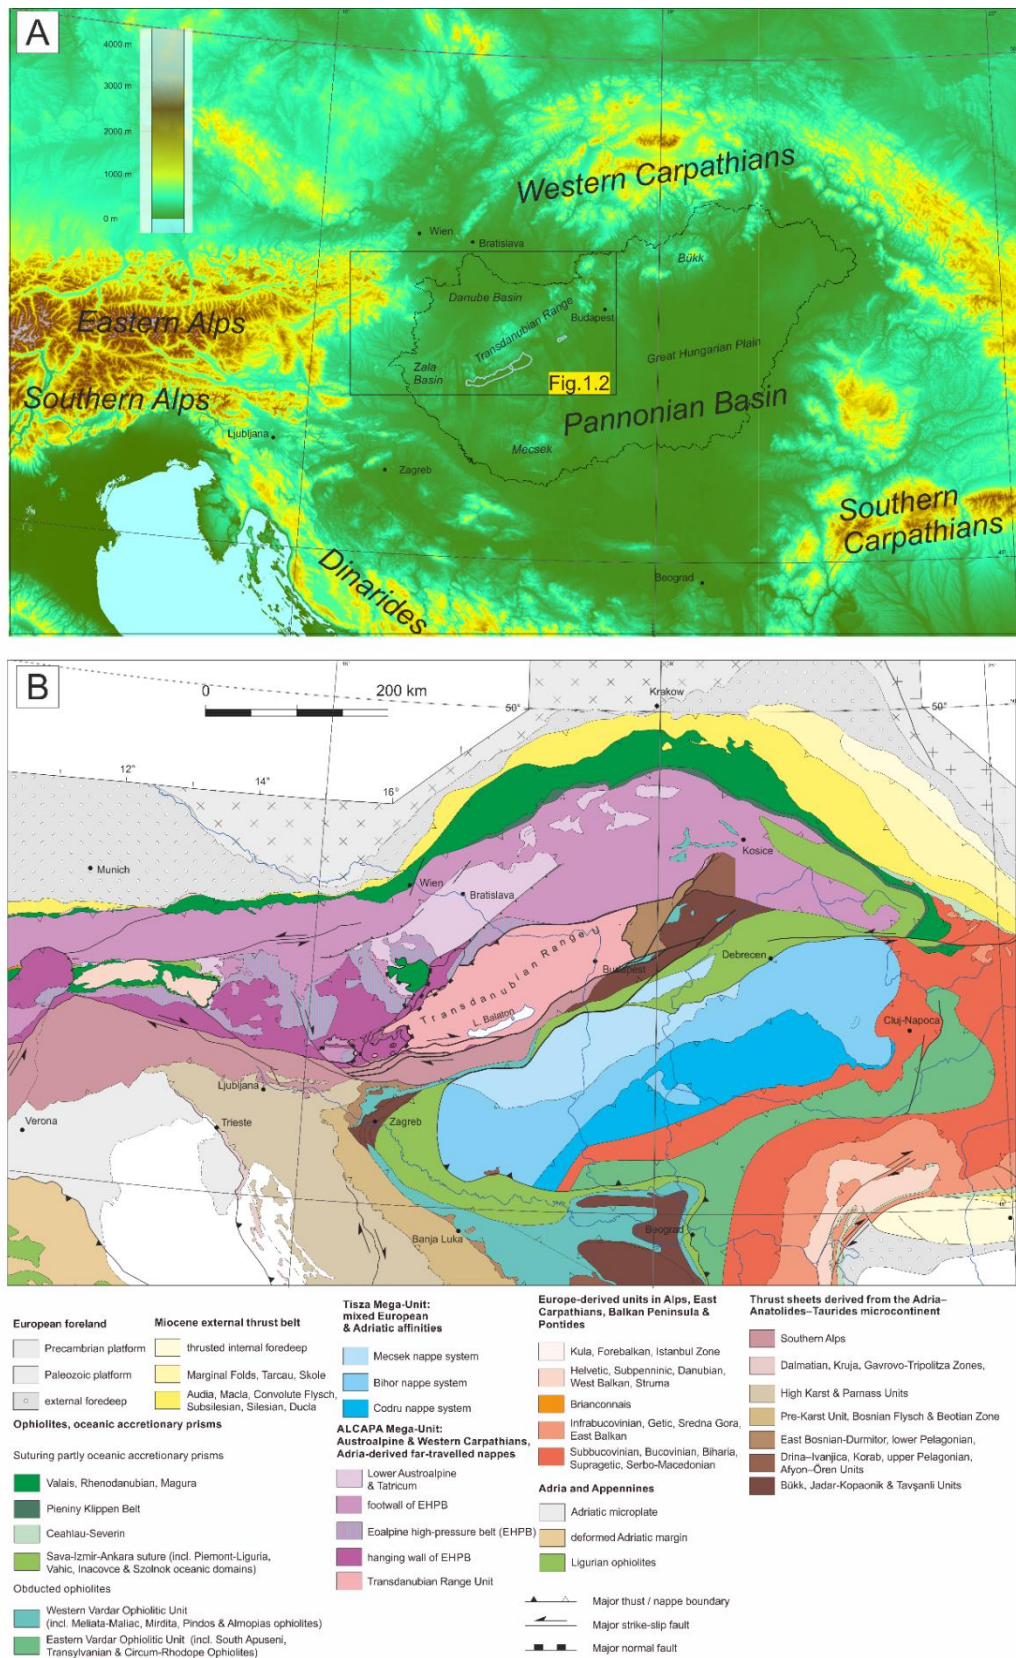 A
4000 m
3000 m
2000 m
1000 m
0 m
Western Carpathians
Wien
Bratislava
Bükk
Danube Basin
Transdanubian Range
Budapest
Eastern Alps
Great Hungarian Plain
Zala
Basin
Fig.1.2
Southern Alps
Pannonian Basin
Ljubljana
Mecsek
Zagreb
Southern
Carpathians
Dinarides
Beograd
B
0
200 km
50°
Krakow
50°
12°
14°
16°
Munich
Kosice
Wien
Bratislava
Transdanubian Range
Budapest
Debrecen
L. Balaton
Cluj-Napoca
Ljubljana
Verona
Trieste
Zagreb
Banja Luka
Beograd
European foreland
Precambrian platform
Paleozoic platform
external foredeep
Miocene external thrust belt
thrusted internal foredeep
Marginal Folds, Tarcau, Skole
Audia, Macla, Convolute Flysch,
Subsilesian, Silesian, Ducla
Ophiolites, oceanic accretionary prisms
Suturing partly oceanic accretionary prisms
Valais, Rhenodanubian, Magura
Pieniny Klippen Belt
Ceahlau-Severin
Sava-Izmir-Ankara suture (incl. Piemont-Liguria,
Vahic, Inacovce & Szolnok oceanic domains)
Obducted ophiolites
Western Vardar Ophiolitic Unit
(incl. Meliata-Maliac, Mirdita, Pindos & Almopias ophiolites)
Eastern Vardar Ophiolitic Unit (incl. South Apuseni,
Transylvanian & Circum-Rhodope Ophiolites)
Tisza Mega-Unit:
mixed European
& Adriatic affinities
Mecsek nappe system
Bihor nappe system
Codru nappe system
ALCAPA Mega-Unit:
Austroalpine & Western Carpathians,
Adria-derived far-travelled nappes
Lower Austroalpine
& Tatricum
footwall of EHPB
Eoalpine high-pressure belt (EHPB)
hanging wall of EHPB
Transdanubian Range Unit
Europe-derived units in Alps, East
Carpathians, Balkan Peninsula &
Pontides
Kula, Forebalkan, Istanbul Zone
Helvetic, Subpenninic, Danubian,
West Balkan, Struma
Brianconnais
Infrabucovinian, Getic, Sredna Gora,
East Balkan
Subbucovinian, Bucovinian, Biharia,
Supragetic, Serbo-Macedonian
Adria and Appennines
Adriatic microplate
deformed Adriatic margin
Ligurian ophiolites
Major thust / nappe boundary
Major strike-slip fault
Major normal fault
Thrust sheets derived from the Adria–
Anatolides–Taurides microcontinent
Southern Alps
Dalmatian, Kruja, Gavrovo-Tripolitza Zones,
High Karst & Parnass Units
Pre-Karst Unit, Bosnian Flysch & Beotian Zone
East Bosnian-Durmitor, lower Pelagonian,
Drina–Ivanjica, Korab, upper Pelagonian,
Afyon–Ören Units
Bükk, Jadar-Kopaonik & Tavşanli Units